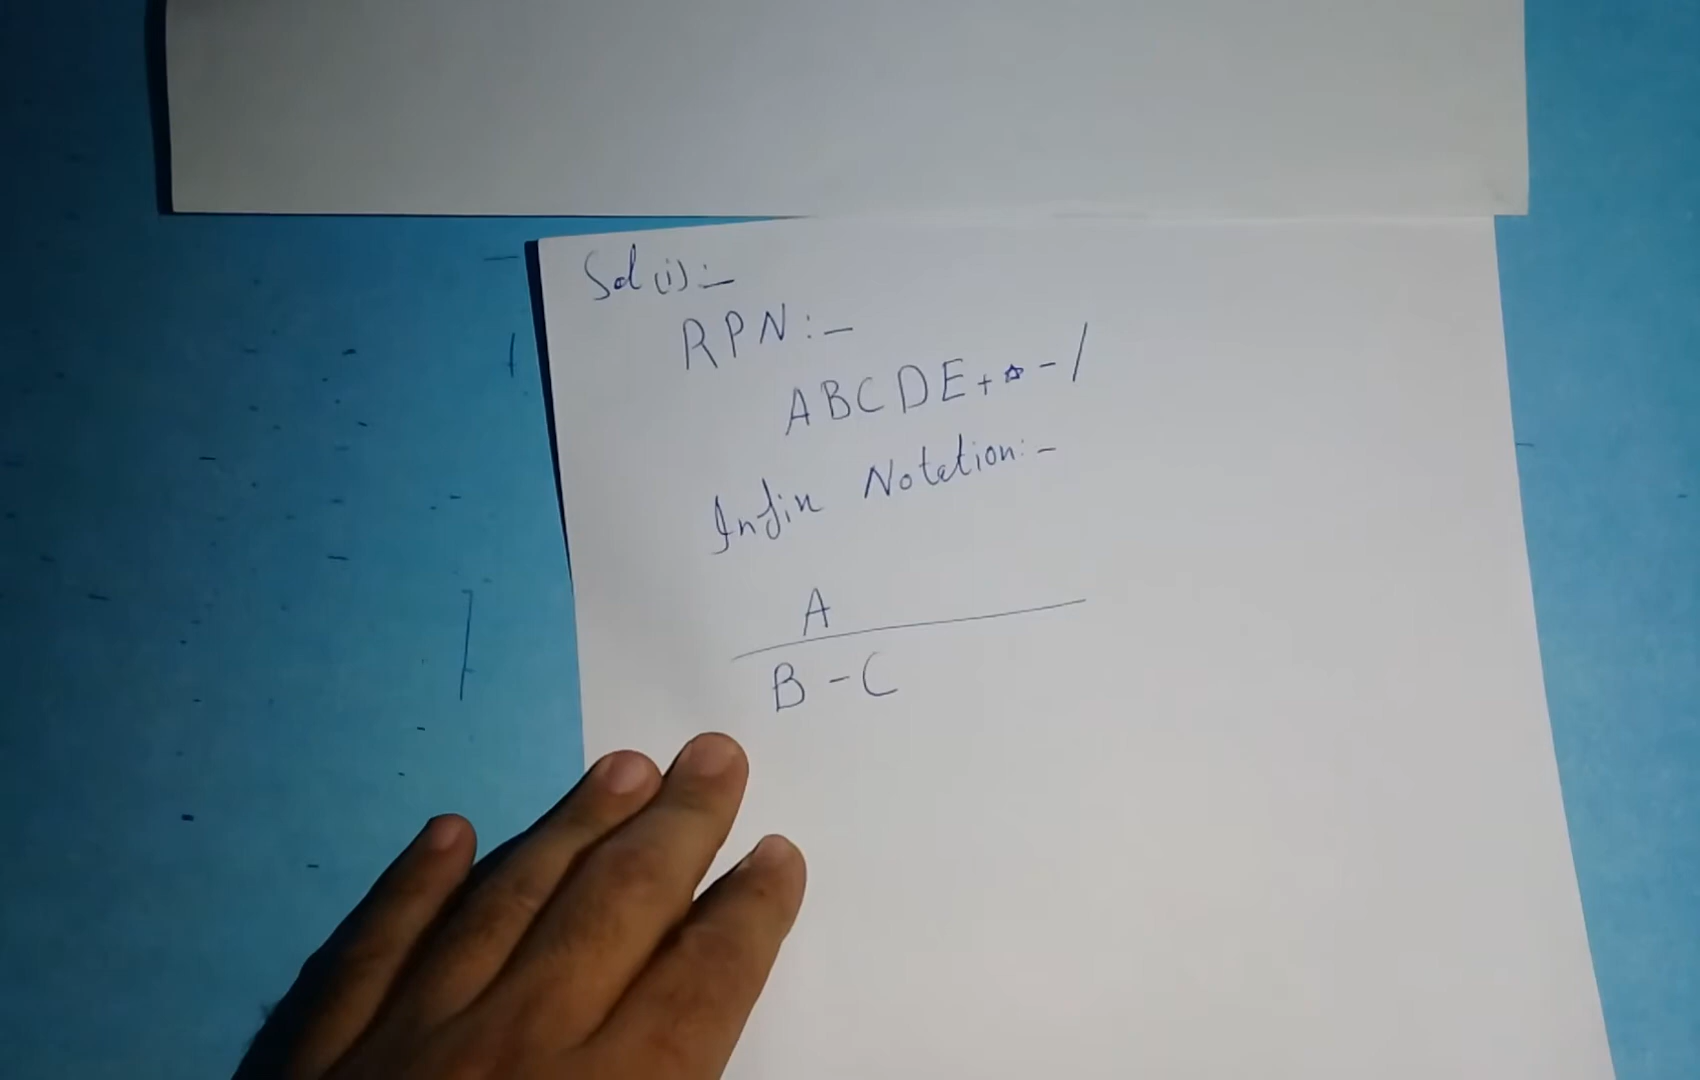 Sol (i) :-
RPN :-
ABCDE+*-/
Infix Notation :-
A
B - C